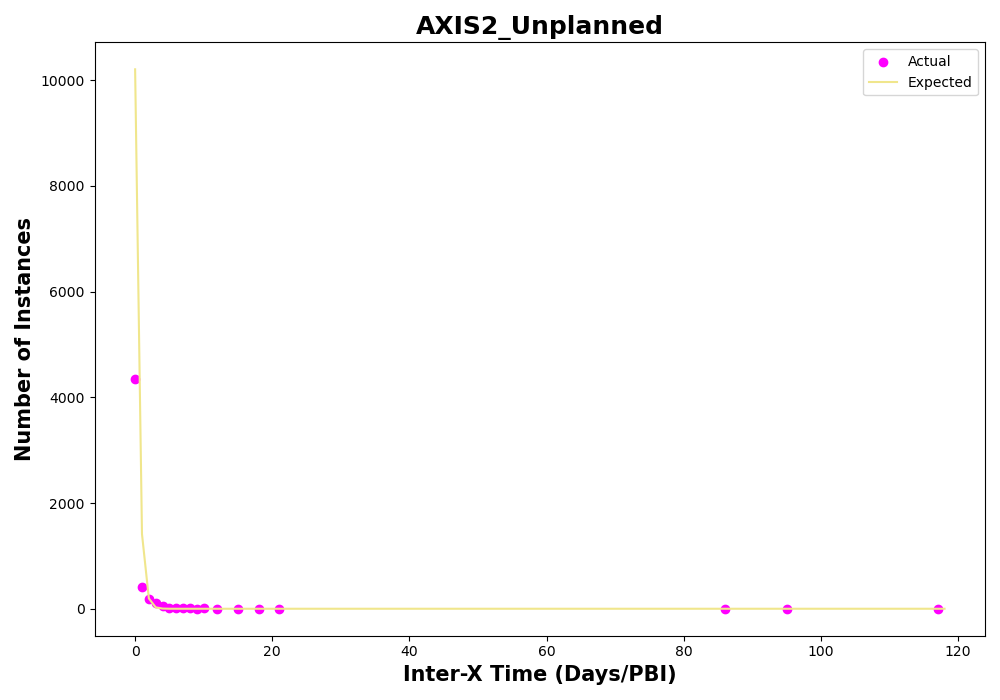 AXIS2_Unplanned
Actual
Expected
Number of Instances
10000
8000
6000
4000
2000
0
0 20 40 60 80 100 120
Inter-X Time (Days/PBI)